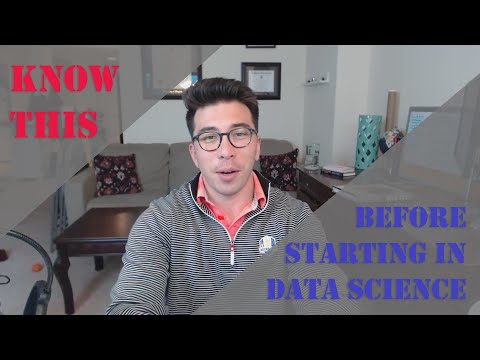 KNOW
THIS
BEFORE
STARTING IN
DATA SCIENCE